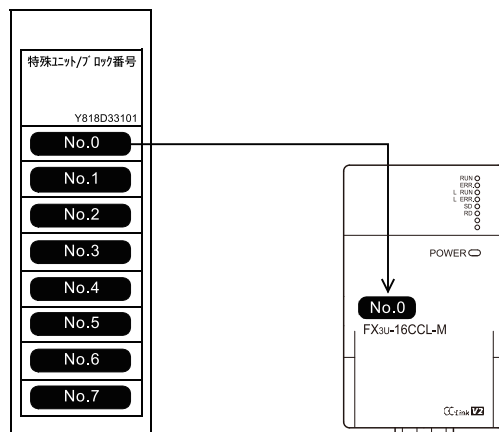 特殊ユニット/ブロック番号
Y818D33101
No.0
No.1
No.2
No.3
No.4
No.5
No.6
No.7
RUN
ERR.
L RUN
L ERR.
SD
RD
POWER
No.0
FX3U-16CCL-M
CC-Link V2